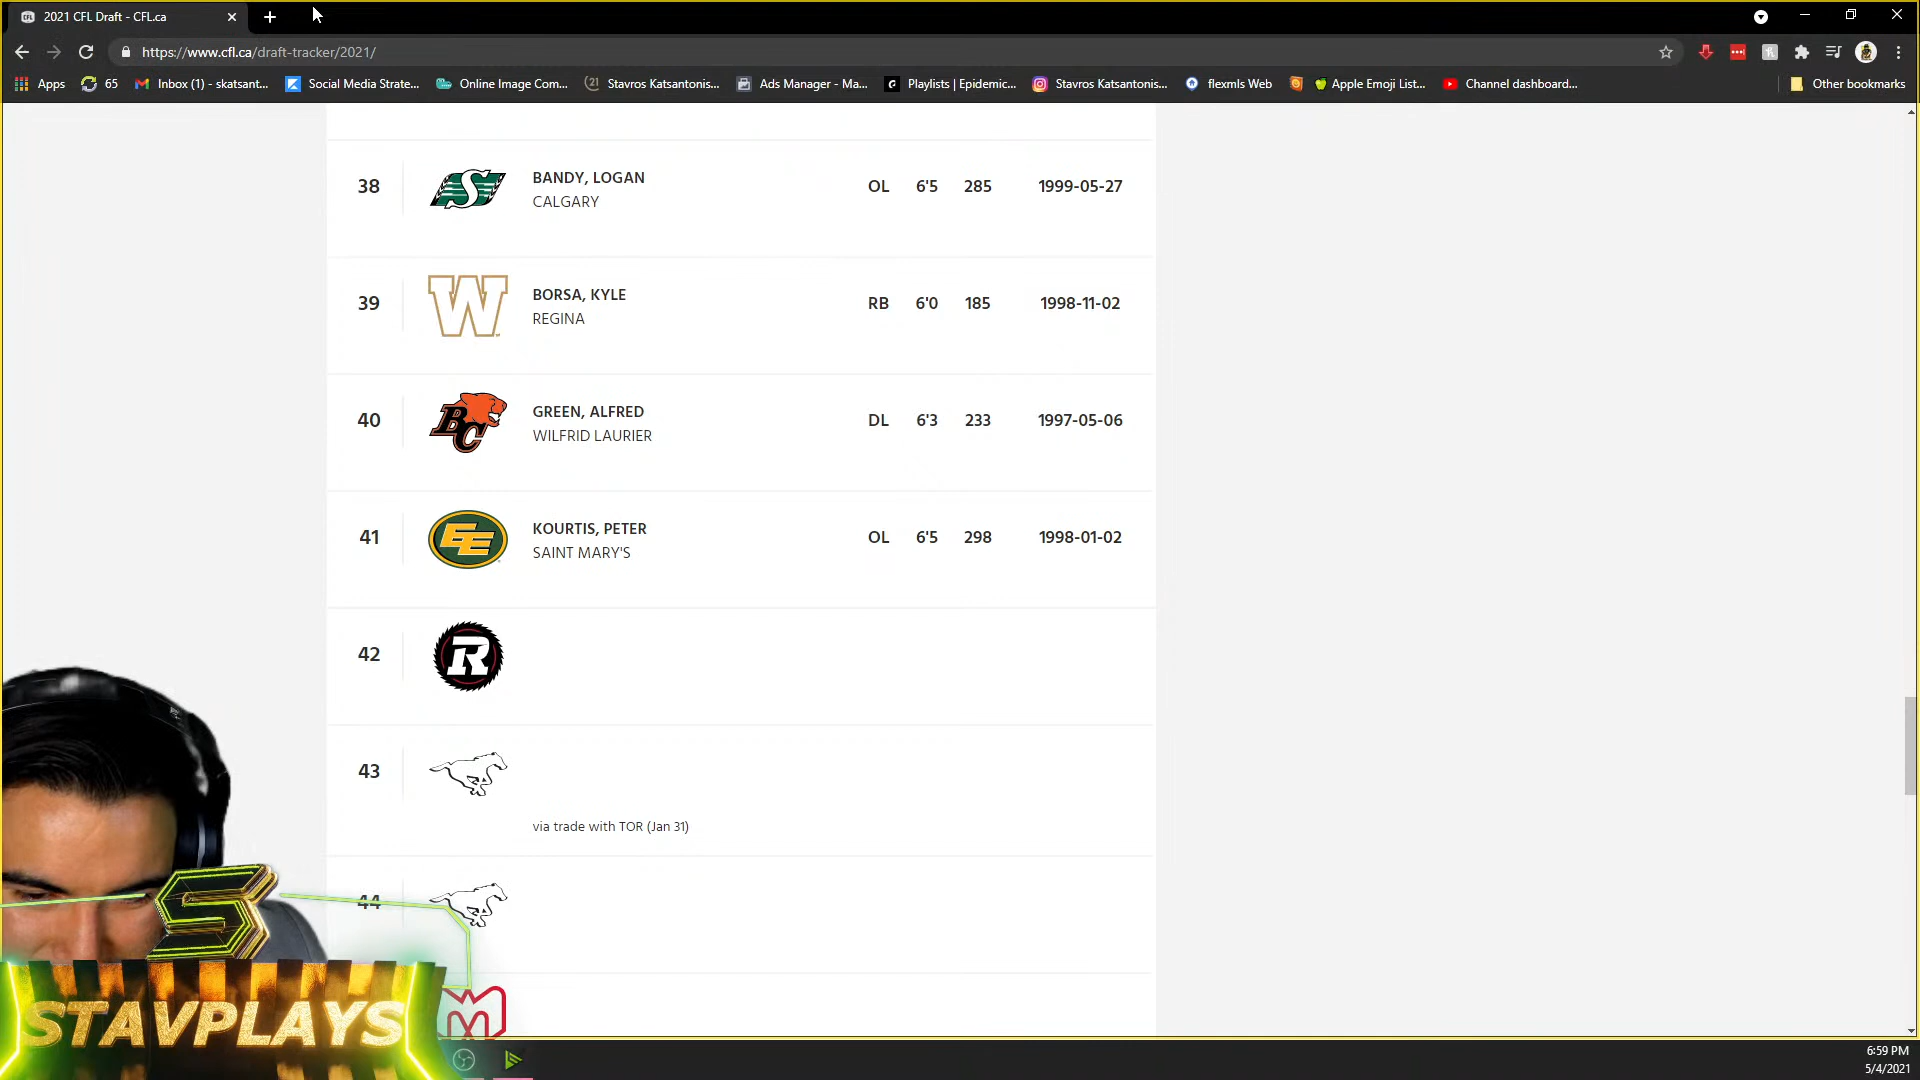 2021 CFL Draft - CFL.ca
https://www.cfl.ca/draft-tracker/2021/
Apps 65 Inbox (1) - skatsant... Social Media Strate... Online Image Com... Stavros Katsantonis... Ads Manager - Ma... Playlists | Epidemic... Stavros Katsantonis... flexmls Web Apple Emoji List... Channel dashboard... Other bookmarks
38 S BANDY, LOGAN OL 6'5 285 1999-05-27
CALGARY
39 W BORSA, KYLE RB 6'0 185 1998-11-02
REGINA
40 BC GREEN, ALFRED DL 6'3 233 1997-05-06
WILFRID LAURIER
41 EE KOURTIS, PETER OL 6'5 298 1998-01-02
SAINT MARY'S
42 R
43
via trade with TOR (Jan 31)
44
S
STAVPLAYS
6:59 PM
5/4/2021